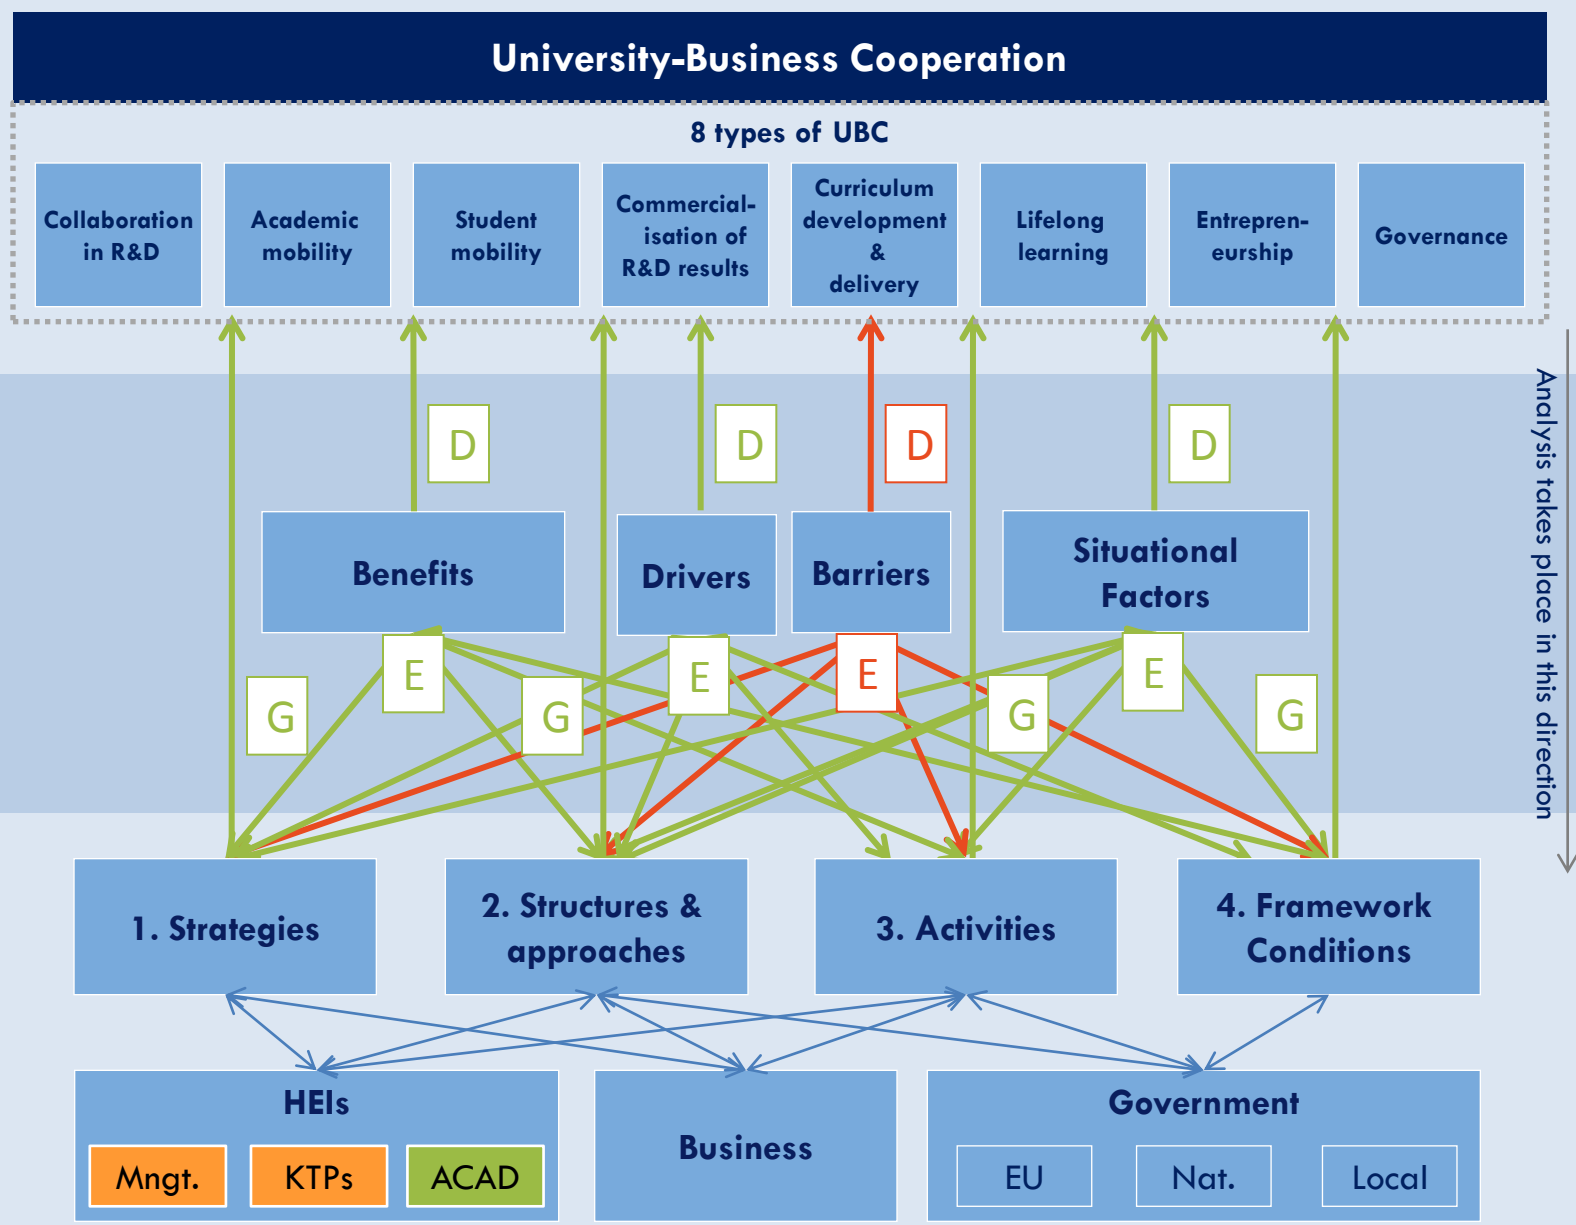 University-Business Cooperation
8 types of UBC
Collaboration
in R&D
Academic
mobility
Student
mobility
Commercial-
isation of
R&D results
Curriculum
development
&
delivery
Lifelong
learning
Entrepren-
eurship
Governance
D
D
D
D
Analysis takes place in this direction
Benefits
Drivers
Barriers
Situational
Factors
E
E
E
E
G
G
G
G
1. Strategies
2. Structures &
approaches
3. Activities
4. Framework
Conditions
HEIs
Mngt.
KTPs
ACAD
Business
Government
EU
Nat.
Local